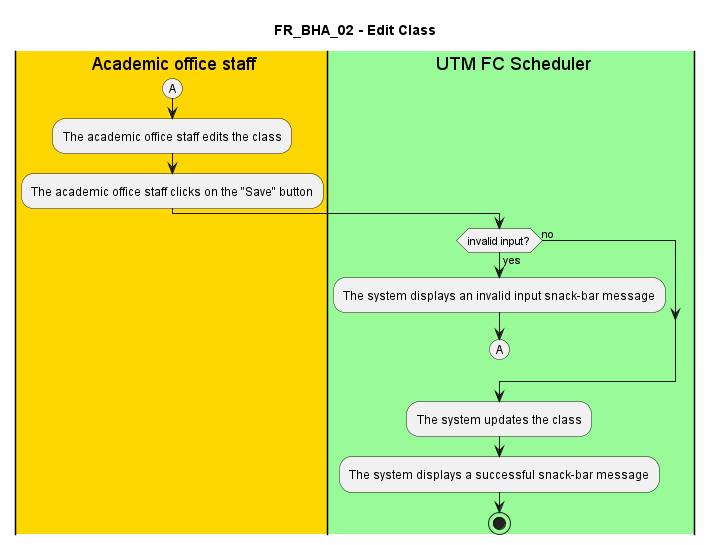 FR_BHA_02 - Edit Class
Academic office staff
UTM FC Scheduler
A
The academic office staff edits the class
The academic office staff clicks on the "Save" button
invalid input?
no
yes
The system displays an invalid input snack-bar message
A
The system updates the class
The system displays a successful snack-bar message